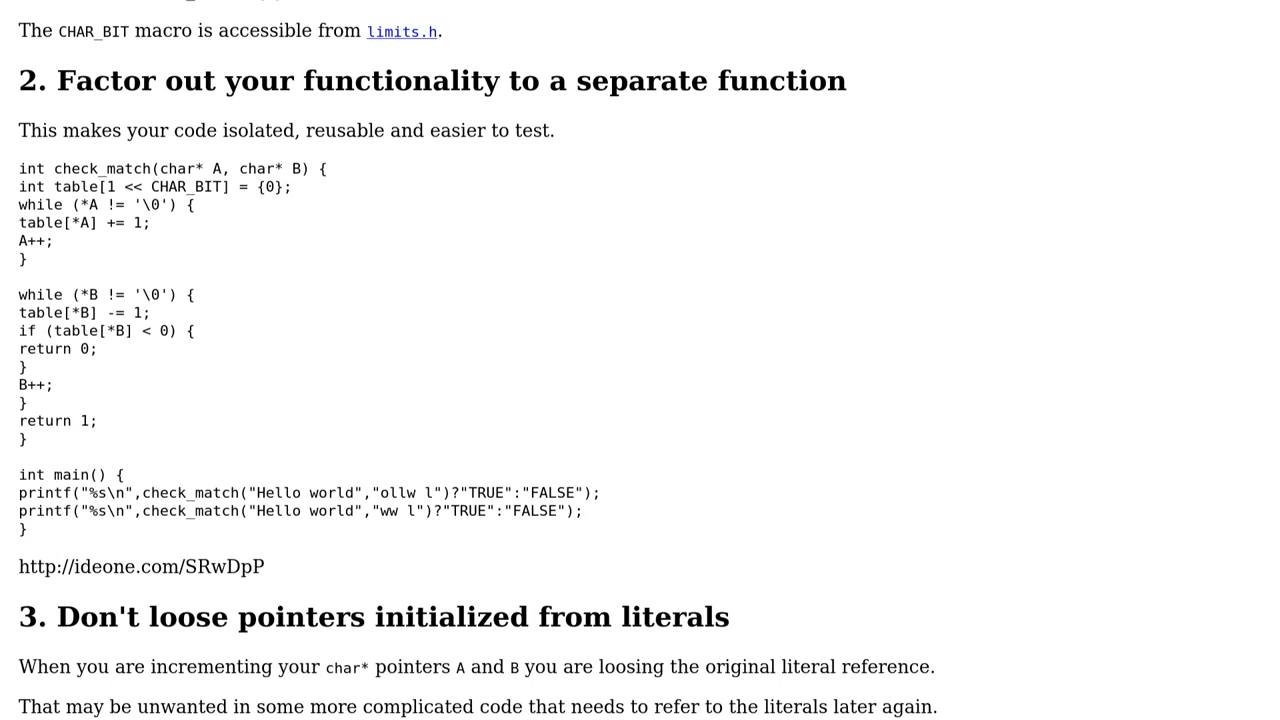 The CHAR_BIT macro is accessible from limits.h.
2. Factor out your functionality to a separate function
This makes your code isolated, reusable and easier to test.
int check_match(char* A, char* B) {
int table[1 << CHAR_BIT] = {0};
while (*A != '\0') {
table[*A] += 1;
A++;
}
while (*B != '\0') {
table[*B] -= 1;
if (table[*B] < 0) {
return 0;
}
B++;
}
return 1;
}
int main() {
printf("%s\n",check_match("Hello world","ollw l")?"TRUE":"FALSE");
printf("%s\n",check_match("Hello world","ww l")?"TRUE":"FALSE");
}
http://ideone.com/SRwDpP
3. Don't loose pointers initialized from literals
When you are incrementing your char* pointers A and B you are loosing the original literal reference.
That may be unwanted in some more complicated code that needs to refer to the literals later again.